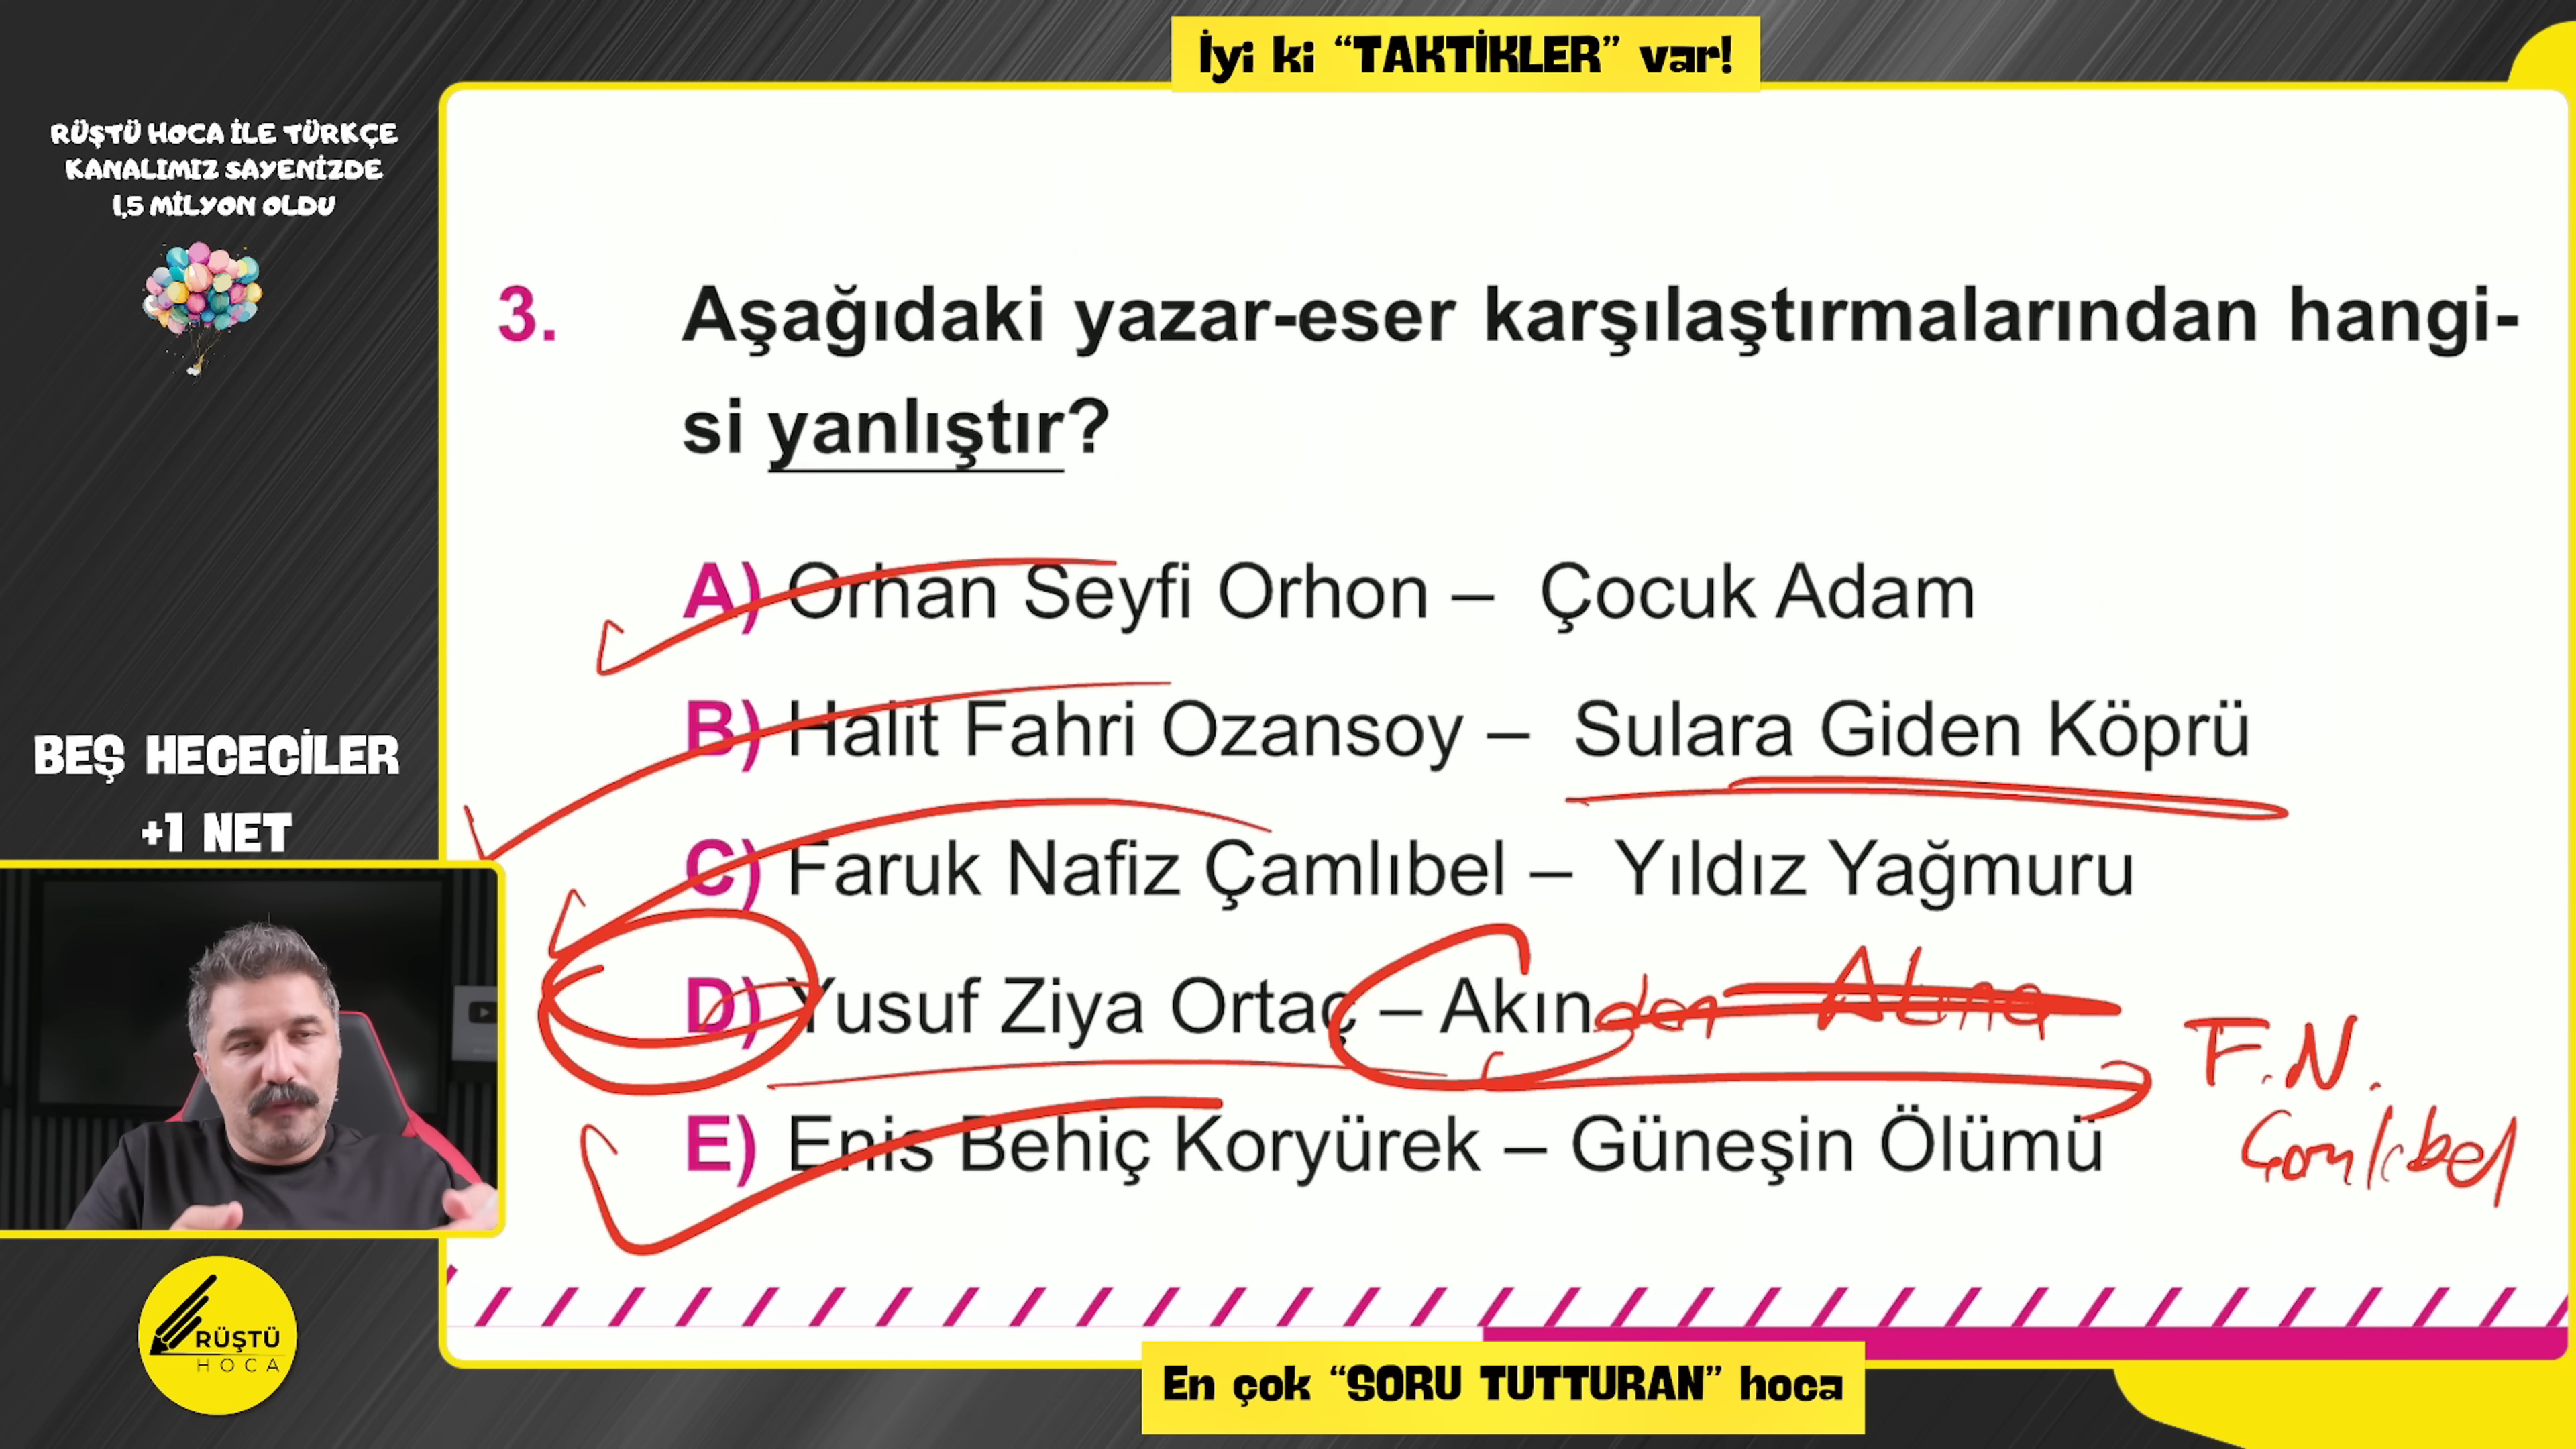 İyi ki “TAKTİKLER” var!
RÜŞTÜ HOCA İLE TÜRKÇE
KANALIMIZ SAYENİZDE
1,5 MİLYON OLDU
3. Aşağıdaki yazar-eser karşılaştırmalarından hangi-
si yanlıştır?
A) Orhan Seyfi Orhon – Çocuk Adam
B) Halit Fahri Ozansoy – Sulara Giden Köprü
C) Faruk Nafiz Çamlıbel – Yıldız Yağmuru
D) Yusuf Ziya Ortaç – Akın
F.N.
Çamlıbel
E) Enis Behiç Koryürek – Güneşin Ölümü
BEŞ HECECİLER
+1 NET
RÜŞTÜ
HOCA
En çok “SORU TUTTURAN” hoca